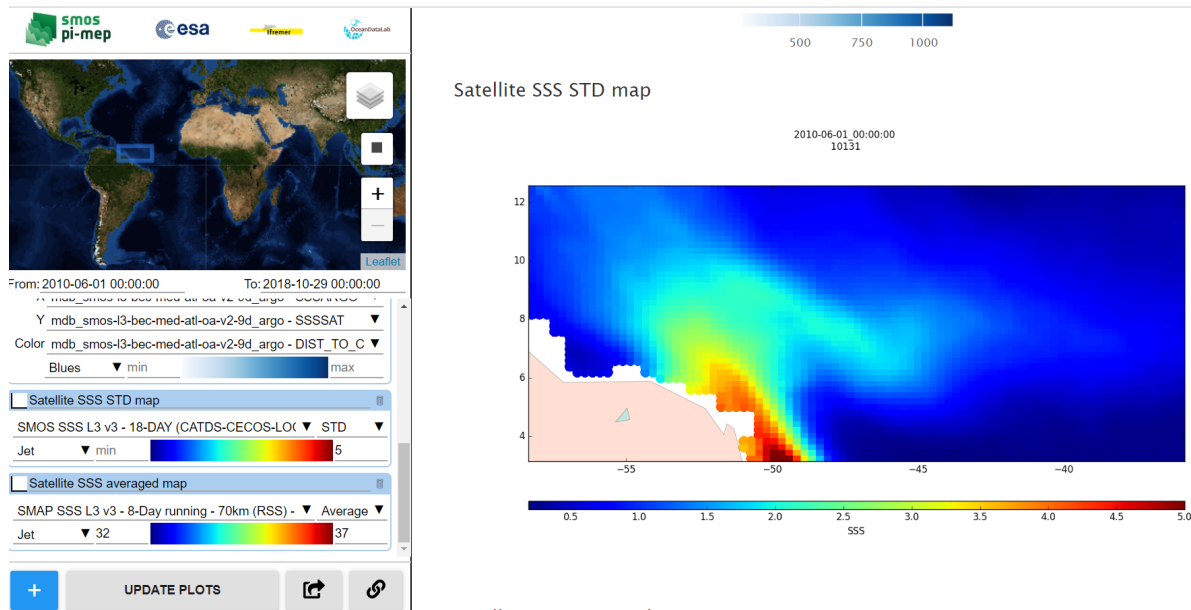 smos
pi-mep
esa
ifremer
OceanDataLab
+
−
Leaflet
From: 2010-06-01 00:00:00 To: 2018-10-29 00:00:00
Y mdb_smos-l3-bec-med-atl-oa-v2-9d_argo - SSSSAT ▼
Color mdb_smos-l3-bec-med-atl-oa-v2-9d_argo - DIST_TO_C ▼
Blues ▼ min max
Satellite SSS STD map
SMOS SSS L3 v3 - 18-DAY (CATDS-CECOS-LO( ▼ STD ▼
Jet ▼ min 5
Satellite SSS averaged map
SMAP SSS L3 v3 - 8-Day running - 70km (RSS) - ▼ Average ▼
Jet ▼ 32 37
+ UPDATE PLOTS
500 750 1000
Satellite SSS STD map
2010-06-01_00:00:00
10131
12
10
8
6
4
−55 −50 −45 −40
0.5 1.0 1.5 2.0 2.5 3.0 3.5 4.0 4.5 5.0
SSS